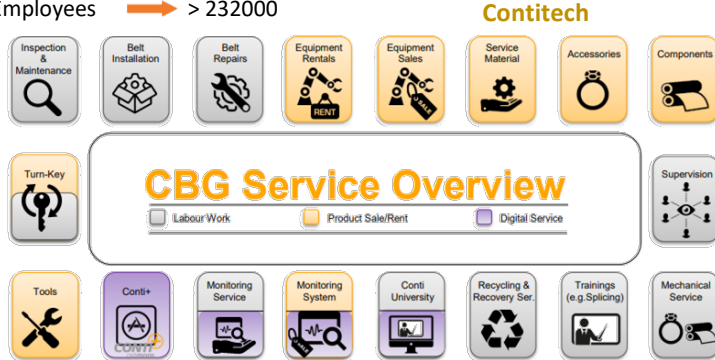 Employees > 232000
Contitech
Inspection
&
Maintenance
Belt
Installation
Belt
Repairs
Equipment
Rentals
RENT
Equipment
Sales
SALE
Service
Material
Accessories
Components
Turn-Key
CBG Service Overview
Labour Work
Product Sale/Rent
Digital Service
Supervision
Tools
Conti+
CONTI+
Monitoring
Service
Monitoring
System
SALE
Conti
University
Recycling &
Recovery Ser.
Trainings
(e.g.Splicing)
Mechanical
Service